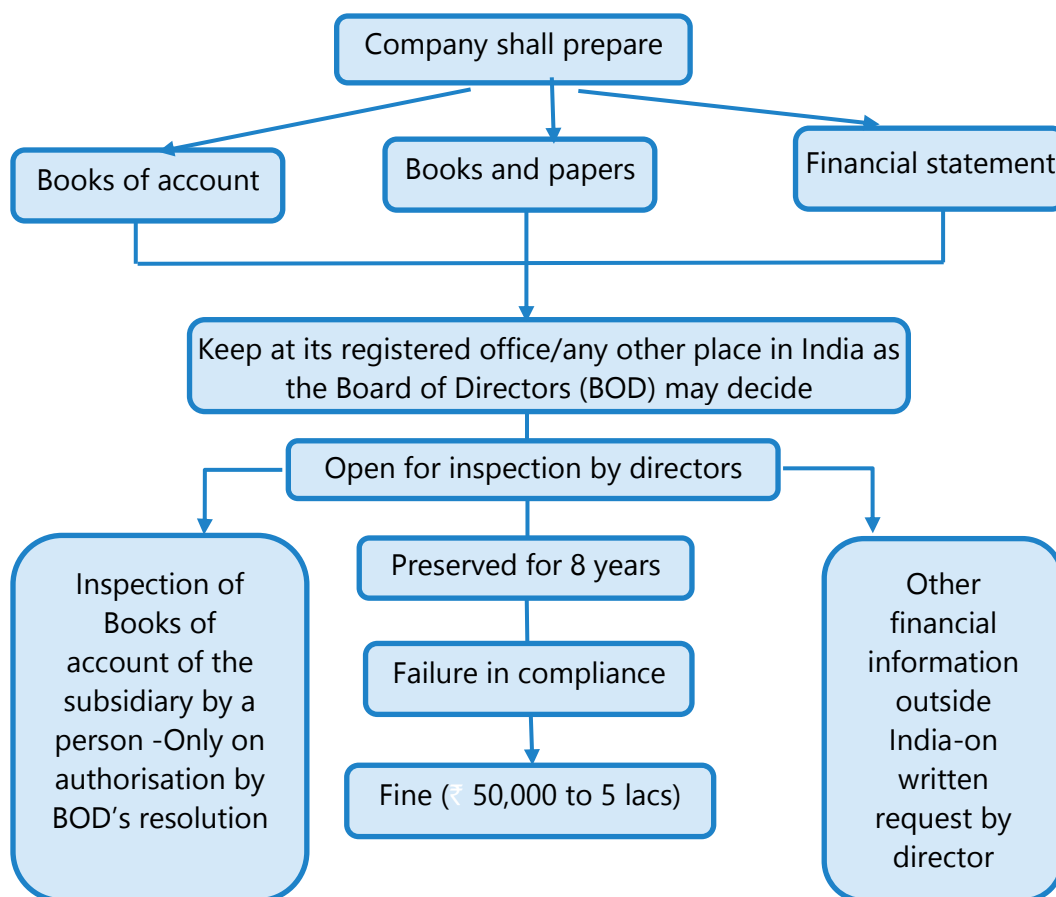 Company shall prepare
Books of account
Books and papers
Financial statement
Keep at its registered office/any other place in India as
the Board of Directors (BOD) may decide
Open for inspection by directors
Inspection of
Books of
account of the
subsidiary by a
person -Only on
authorisation by
BOD’s resolution
Preserved for 8 years
Failure in compliance
Fine (₹ 50,000 to 5 lacs)
Other
financial
information
outside
India-on
written
request by
director